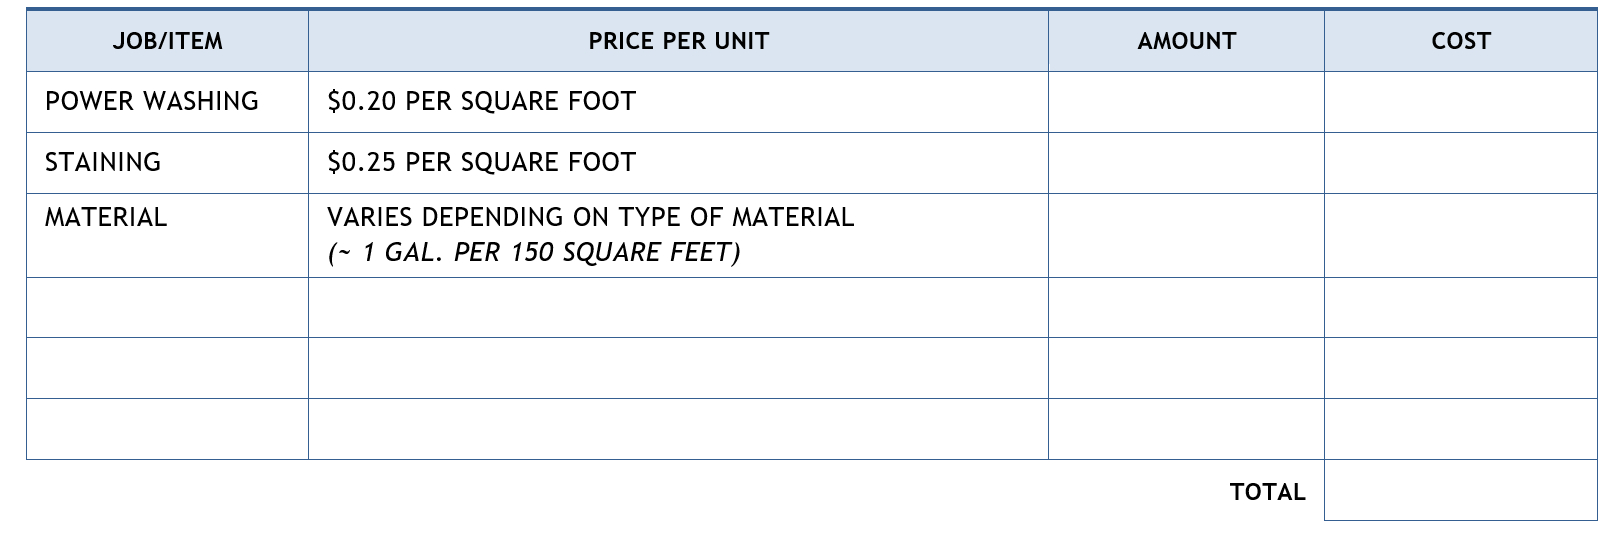 JOB/ITEM PRICE PER UNIT AMOUNT COST
POWER WASHING $0.20 PER SQUARE FOOT
STAINING $0.25 PER SQUARE FOOT
MATERIAL VARIES DEPENDING ON TYPE OF MATERIAL
(~ 1 GAL. PER 150 SQUARE FEET)
TOTAL